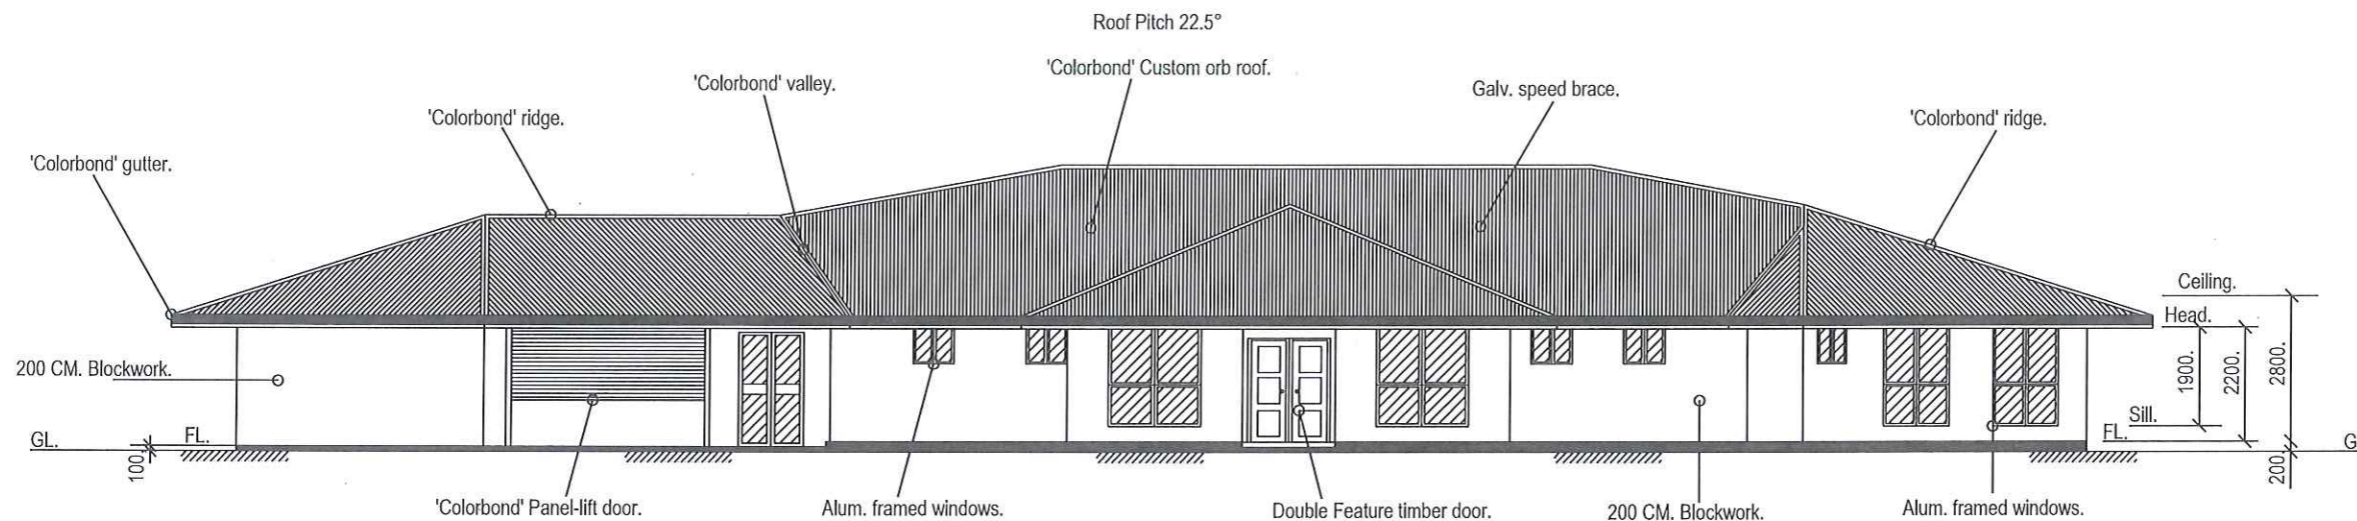 Roof Pitch 22.5°
'Colorbond' Custom orb roof.
'Colorbond' valley.
Galv. speed brace.
'Colorbond' ridge.
'Colorbond' ridge.
'Colorbond' gutter.
Ceiling.
Head.
200 CM. Blockwork.
1900.
2200.
2800.
Sill.
GL.
FL.
FL.
G
100.
200.
'Colorbond' Panel-lift door.
Alum. framed windows.
Double Feature timber door.
200 CM. Blockwork.
Alum. framed windows.